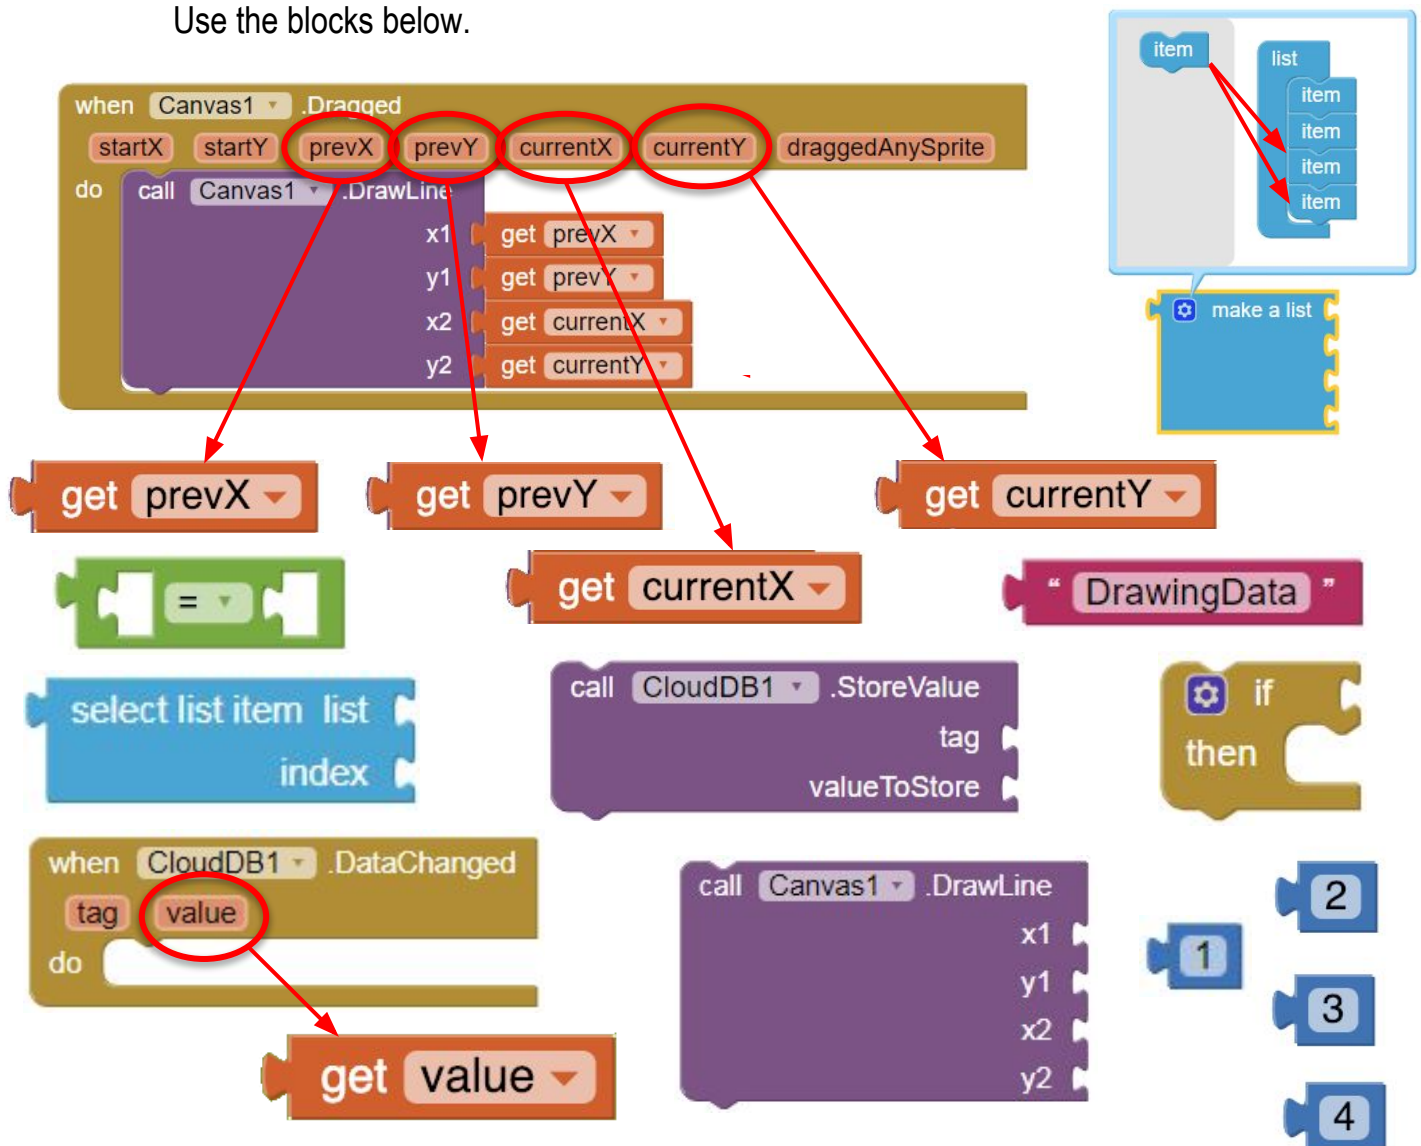 Use the blocks below.
item
list
item
item
item
item
make a list
when Canvas1 .Dragged
startX startY prevX prevY currentX currentY draggedAnySprite
do call Canvas1 .DrawLine
x1 get prevX
y1 get prevY
x2 get currentX
y2 get currentY
get prevX
get prevY
get currentY
=
get currentX
“ DrawingData ”
select list item list
index
call CloudDB1 .StoreValue
tag
valueToStore
if
then
when CloudDB1 .DataChanged
tag value
do
get value
call Canvas1 .DrawLine
x1
y1
x2
y2
1
2
3
4